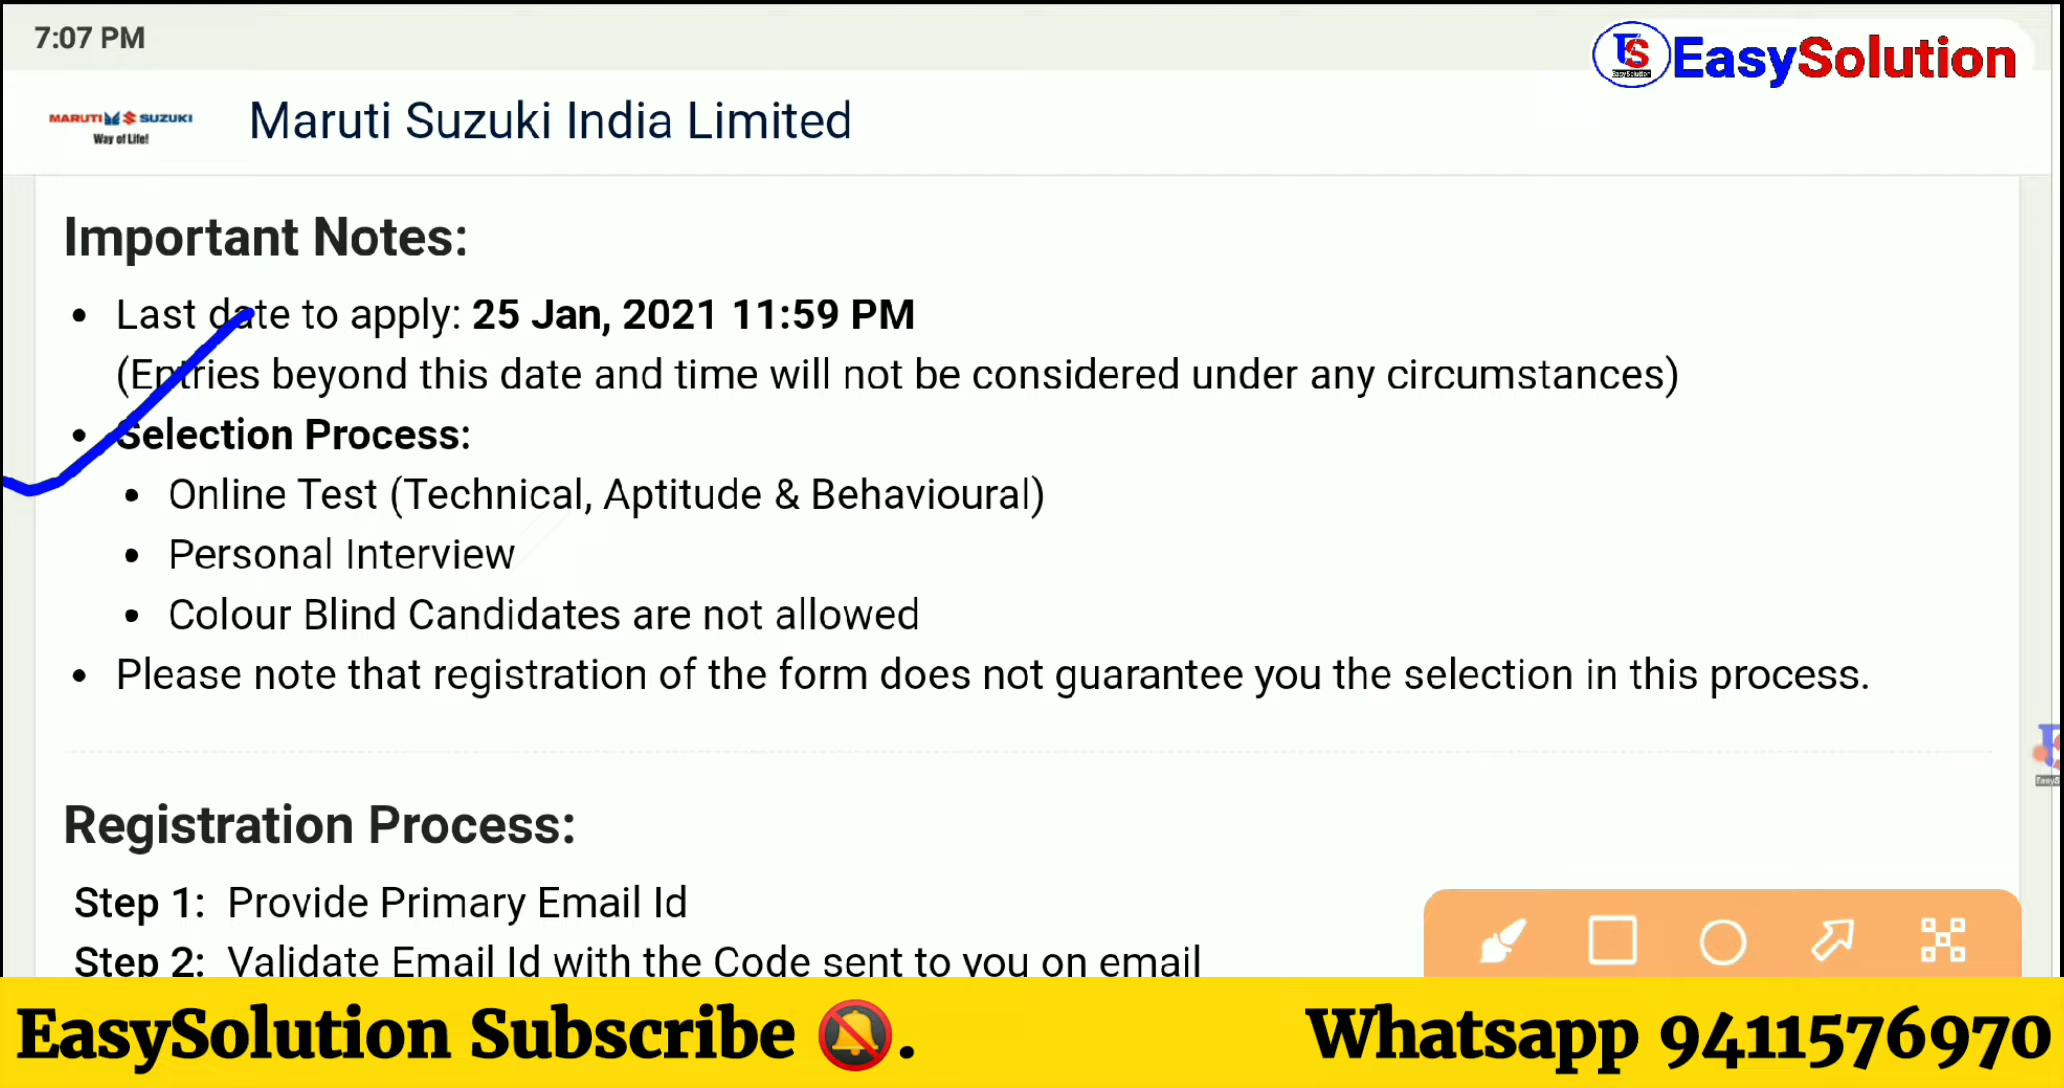 7:07 PM
EasySolution
MARUTI SUZUKI
Way of Life!
Maruti Suzuki India Limited
Important Notes:
• Last date to apply: 25 Jan, 2021 11:59 PM
(Entries beyond this date and time will not be considered under any circumstances)
• Selection Process:
• Online Test (Technical, Aptitude & Behavioural)
• Personal Interview
• Colour Blind Candidates are not allowed
• Please note that registration of the form does not guarantee you the selection in this process.
Registration Process:
Step 1: Provide Primary Email Id
Step 2: Validate Email Id with the Code sent to you on email
EasySolution Subscribe 🔕.
Whatsapp 9411576970